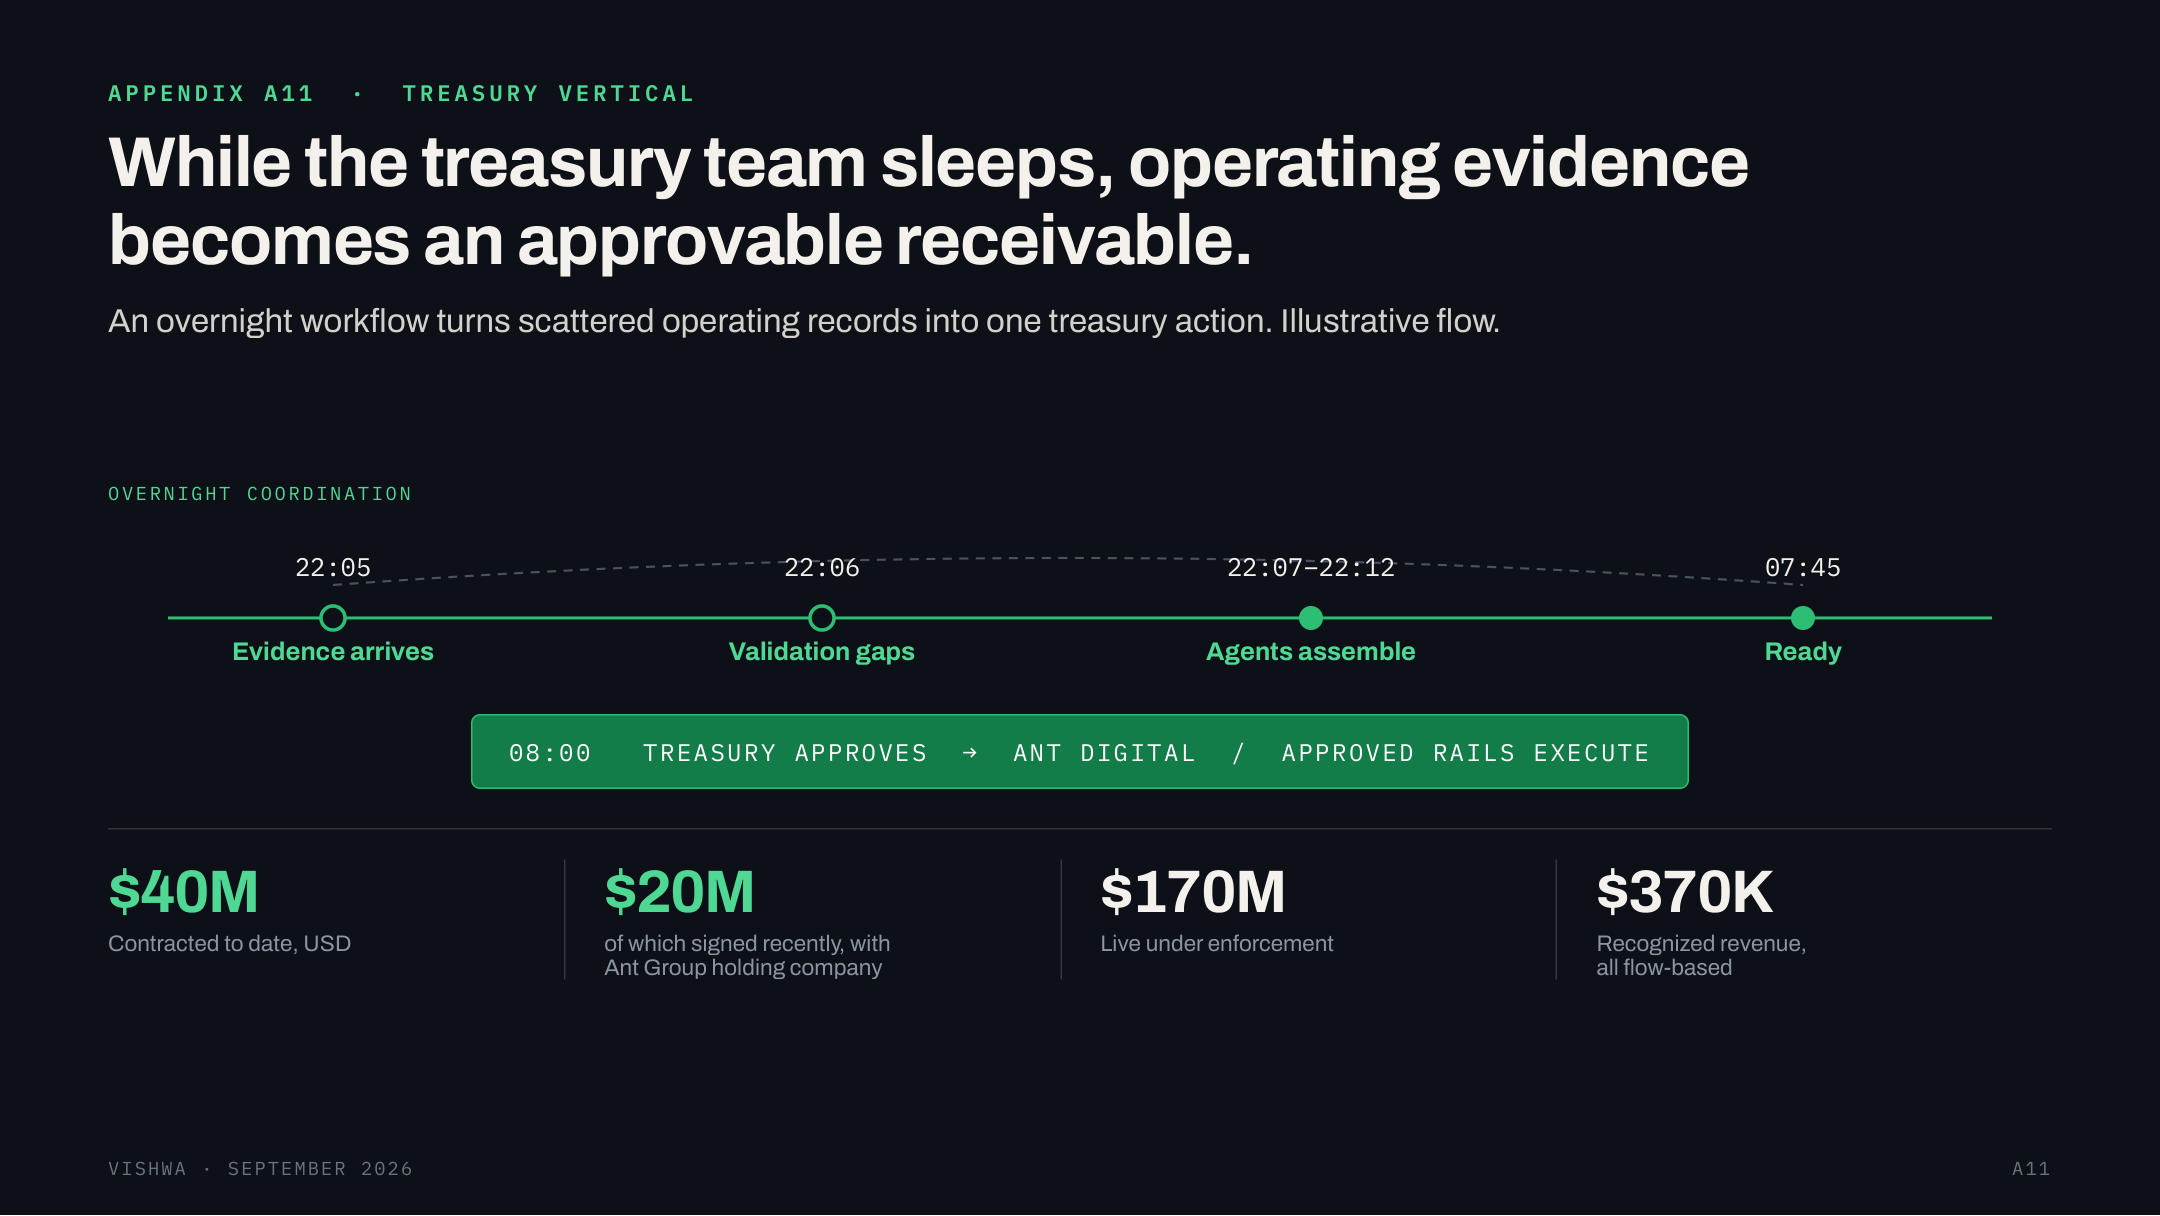 APPENDIX A11 · TREASURY VERTICAL
While the treasury team sleeps, operating evidence
becomes an approvable receivable.
An overnight workflow turns scattered operating records into one treasury action. Illustrative flow.
OVERNIGHT COORDINATION
22:05
22:06
22:07–22:12
07:45
Evidence arrives
Validation gaps
Agents assemble
Ready
08:00 TREASURY APPROVES → ANT DIGITAL / APPROVED RAILS EXECUTE
$40M
Contracted to date, USD
$20M
of which signed recently, with
Ant Group holding company
$170M
Live under enforcement
$370K
Recognized revenue,
all flow-based
VISHWA · SEPTEMBER 2026
A11